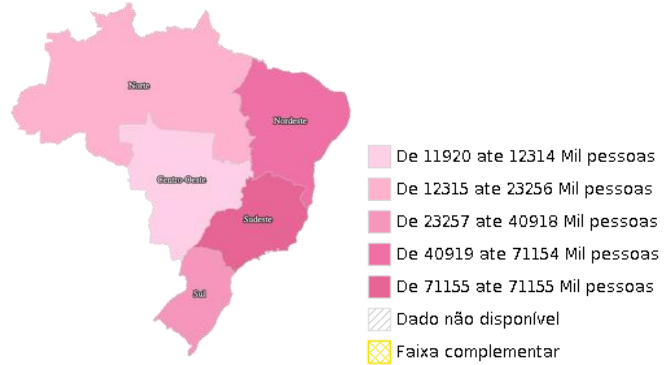 Norte
Nordeste
Centro-Oeste
Sudeste
Sul
De 11920 ate 12314 Mil pessoas
De 12315 ate 23256 Mil pessoas
De 23257 ate 40918 Mil pessoas
De 40919 ate 71154 Mil pessoas
De 71155 ate 71155 Mil pessoas
Dado não disponível
Faixa complementar